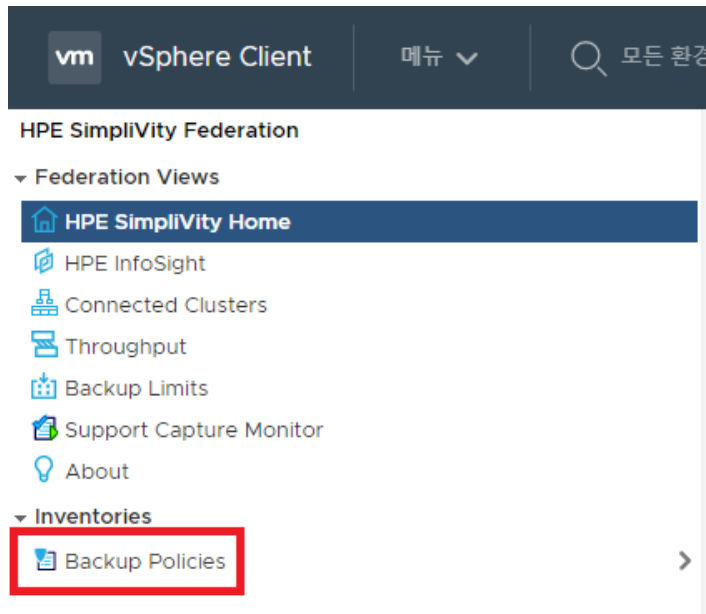 vm vSphere Client 메뉴 모든 환경
HPE SimpliVity Federation
Federation Views
HPE SimpliVity Home
HPE InfoSight
Connected Clusters
Throughput
Backup Limits
Support Capture Monitor
About
Inventories
Backup Policies